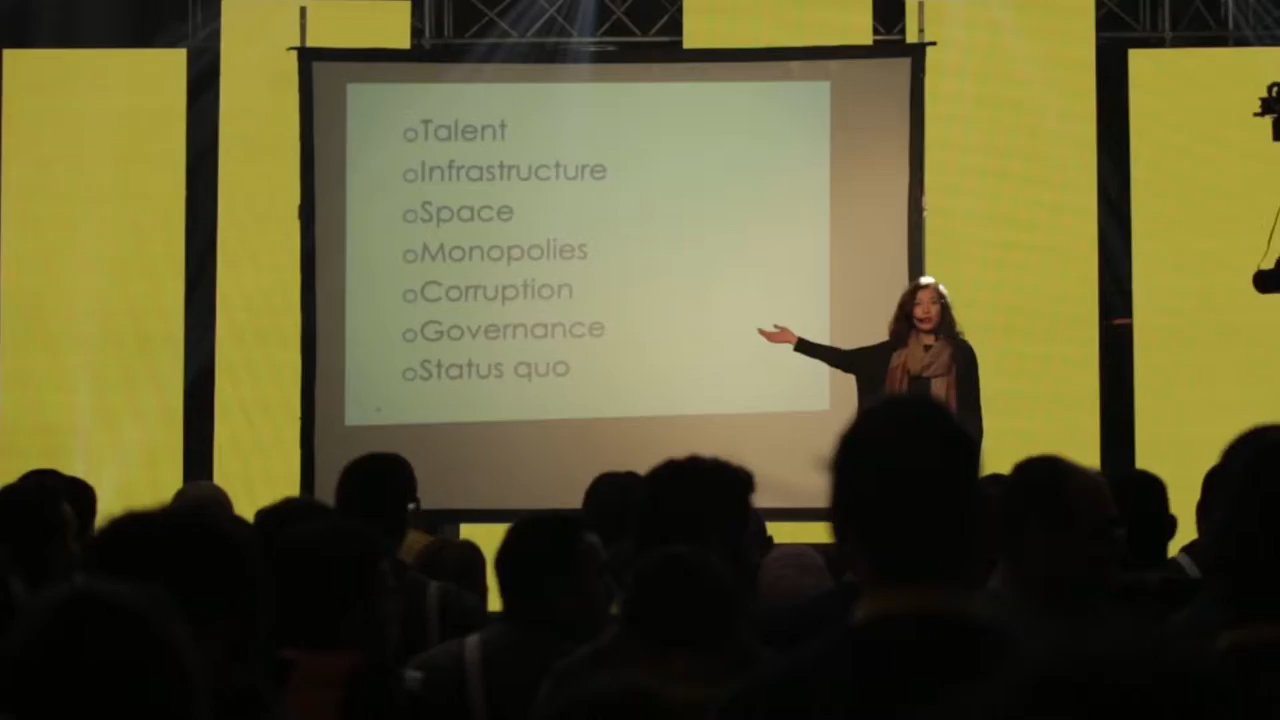 oTalent
oInfrastructure
oSpace
oMonopolies
oCorruption
oGovernance
oStatus quo